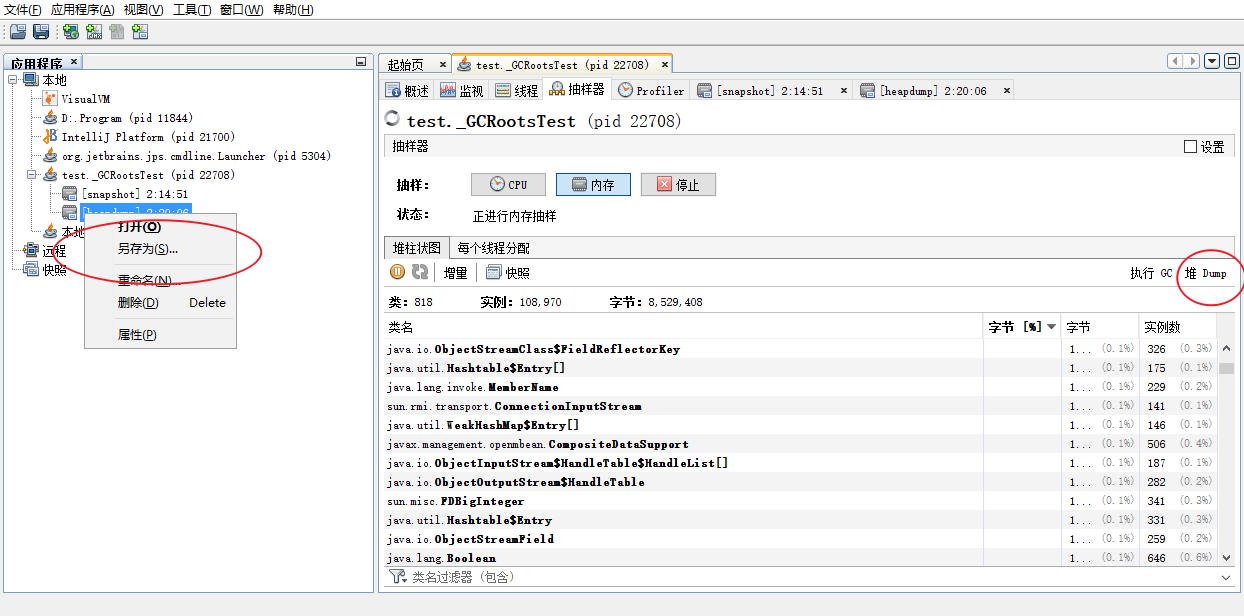 文件(F) 应用程序(A) 视图(V) 工具(T) 窗口(W) 帮助(H)
应用程序 ×
本地
VisualVM
D:.Program (pid 11844)
IntelliJ Platform (pid 21700)
org.jetbrains.jps.cmdline.Launcher (pid 5304)
test._GCRootsTest (pid 22708)
[snapshot] 2:14:51
[heapdump] 2:20:06
本地
远程
快照
打开(O)
另存为(S)...
重命名(N)...
删除(D) Delete
属性(P)
起始页 × test._GCRootsTest (pid 22708) ×
概述 监视 线程 抽样器 Profiler [snapshot] 2:14:51 × [heapdump] 2:20:06 ×
test._GCRootsTest (pid 22708)
抽样器 设置
抽样: CPU 内存 停止
状态: 正进行内存抽样
堆柱状图 每个线程分配
增量 快照 执行 GC 堆 Dump
类: 818 实例: 108,970 字节: 8,529,408
类名 字节 [%] 字节 实例数
java.io.ObjectStreamClass$FieldReflectorKey 1... (0.1%) 326 (0.3%)
java.util.Hashtable$Entry[] 1... (0.1%) 175 (0.1%)
java.lang.invoke.MemberName 1... (0.1%) 229 (0.2%)
sun.rmi.transport.ConnectionInputStream 1... (0.1%) 141 (0.1%)
java.util.WeakHashMap$Entry[] 1... (0.1%) 146 (0.1%)
javax.management.openmbean.CompositeDataSupport 1... (0.1%) 506 (0.4%)
java.io.ObjectInputStream$HandleTable$HandleList[] 1... (0.1%) 187 (0.1%)
java.io.ObjectOutputStream$HandleTable 1... (0.1%) 282 (0.2%)
sun.misc.FDBigInteger 1... (0.1%) 341 (0.3%)
java.util.Hashtable$Entry 1... (0.1%) 331 (0.3%)
java.io.ObjectStreamField 1... (0.1%) 259 (0.2%)
java.lang.Boolean 1... (0.1%) 646 (0.6%)
类名过滤器 (包含)